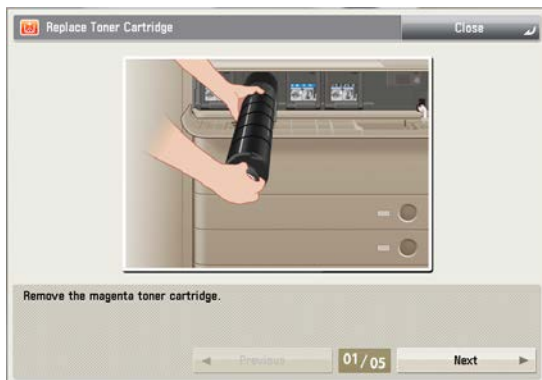 Replace Toner Cartridge
Close
Remove the magenta toner cartridge.
Previous
01/05
Next